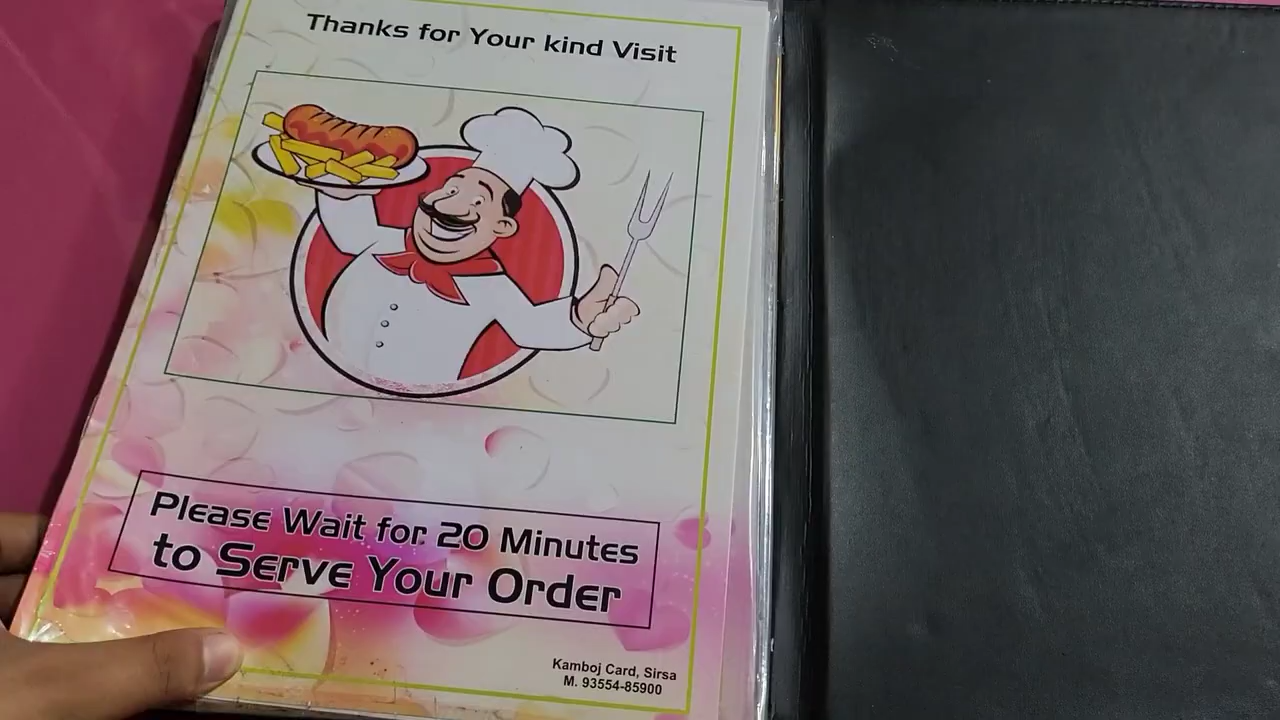 Thanks for Your kind Visit
Please Wait for 20 Minutes
to Serve Your Order
Kamboj Card, Sirsa
M. 93554-85900